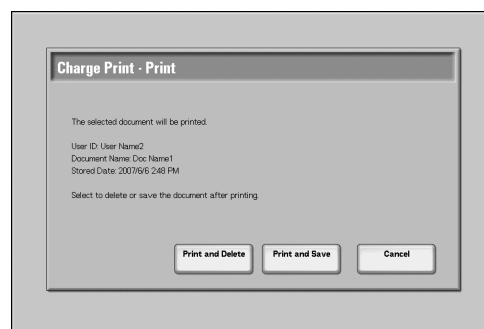 Charge Print - Print
The selected document will be printed.
User ID: User Name2
Document Name: Doc Name1
Stored Date: 2007/6/6 2:48 PM
Select to delete or save the document after printing.
Print and Delete
Print and Save
Cancel